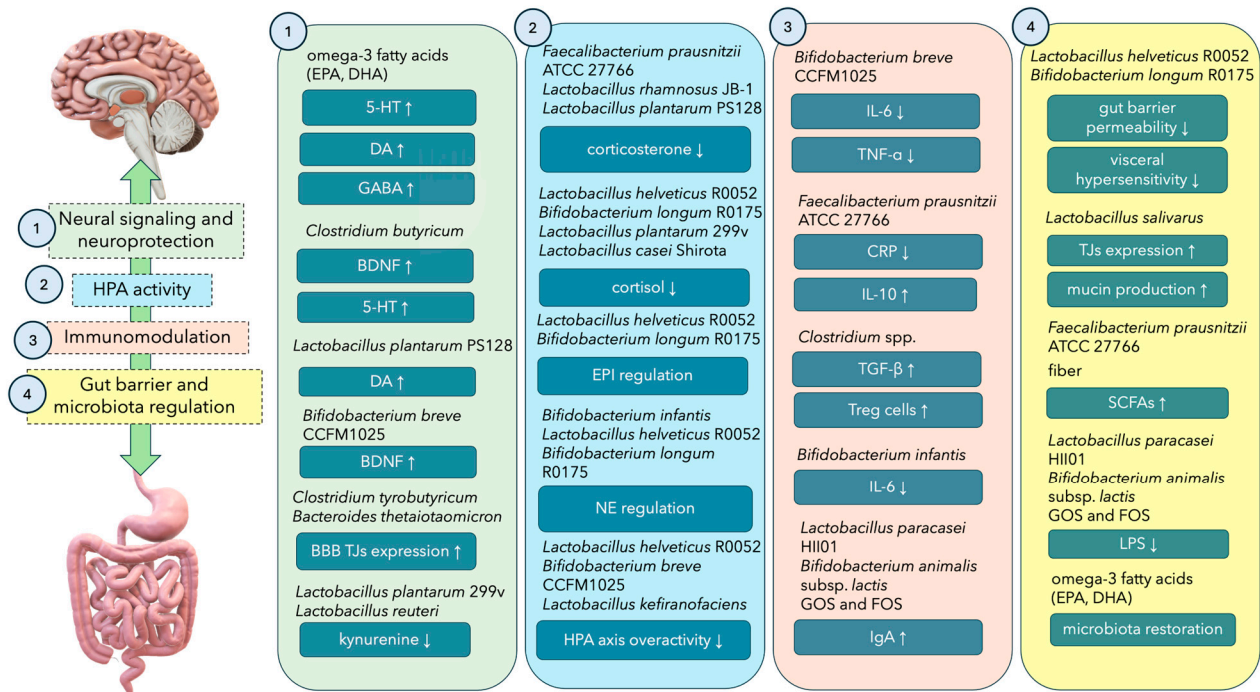 1
Neural signaling and
neuroprotection
2
HPA activity
3
Immunomodulation
4
Gut barrier and
microbiota regulation
1
omega-3 fatty acids
(EPA, DHA)
5-HT ↑
DA ↑
GABA ↑
Clostridium butyricum
BDNF ↑
5-HT ↑
Lactobacillus plantarum PS128
DA ↑
Bifidobacterium breve
CCFM1025
BDNF ↑
Clostridium tyrobutyricum
Bacteroides thetaiotaomicron
BBB TJs expression ↑
Lactobacillus plantarum 299v
Lactobacillus reuteri
kynurenine ↓
2
Faecalibacterium prausnitzii
ATCC 27766
Lactobacillus rhamnosus JB-1
Lactobacillus plantarum PS128
corticosterone ↓
Lactobacillus helveticus R0052
Bifidobacterium longum R0175
Lactobacillus plantarum 299v
Lactobacillus casei Shirota
cortisol ↓
Lactobacillus helveticus R0052
Bifidobacterium longum R0175
EPI regulation
Bifidobacterium infantis
Lactobacillus helveticus R0052
Bifidobacterium longum
R0175
NE regulation
Lactobacillus helveticus R0052
Bifidobacterium breve
CCFM1025
Lactobacillus kefiranofaciens
HPA axis overactivity ↓
3
Bifidobacterium breve
CCFM1025
IL-6 ↓
TNF-α ↓
Faecalibacterium prausnitzii
ATCC 27766
CRP ↓
IL-10 ↑
Clostridium spp.
TGF-β ↑
Treg cells ↑
Bifidobacterium infantis
IL-6 ↓
Lactobacillus paracasei
HII01
Bifidobacterium animalis
subsp. lactis
GOS and FOS
IgA ↑
4
Lactobacillus helveticus R0052
Bifidobacterium longum R0175
gut barrier
permeability ↓
visceral
hypersensitivity ↓
Lactobacillus salivarus
TJs expression ↑
mucin production ↑
Faecalibacterium prausnitzii
ATCC 27766
fiber
SCFAs ↑
Lactobacillus paracasei
HII01
Bifidobacterium animalis
subsp. lactis
GOS and FOS
LPS ↓
omega-3 fatty acids
(EPA, DHA)
microbiota restoration